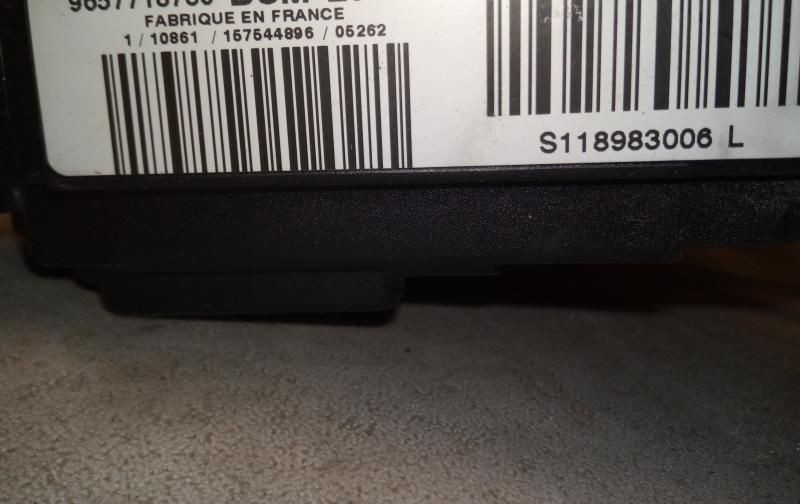 FABRIQUE EN FRANCE
1 / 10861 / 157544896 / 05262
S118983006 L